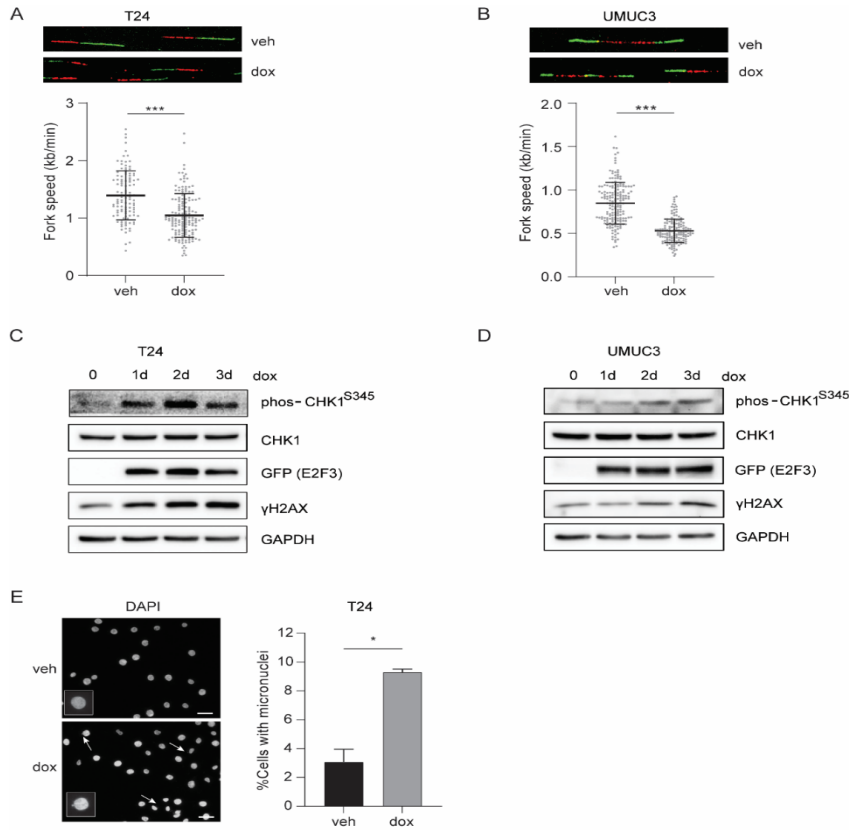 A
T24
veh
dox
Fork speed (kb/min)
3
2
1
0
***
veh dox
B
UMUC3
veh
dox
Fork speed (kb/min)
2.0
1.5
1.0
0.5
0.0
***
veh dox
C
T24
0 1d 2d 3d dox
phos-CHK1S345
CHK1
GFP (E2F3)
γH2AX
GAPDH
D
UMUC3
0 1d 2d 3d dox
phos-CHK1S345
CHK1
GFP (E2F3)
γH2AX
GAPDH
E
DAPI
veh
dox
T24
%Cells with micronuclei
12
10
8
6
4
2
0
*
veh dox